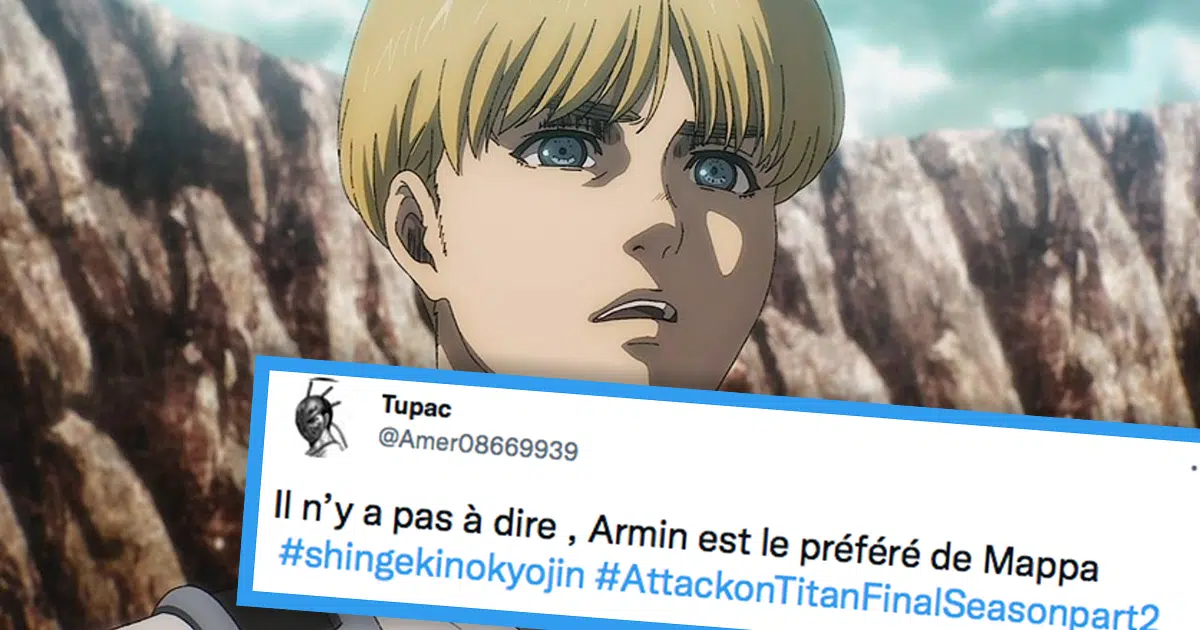 Tupac
@Amer08669939
Il n’y a pas à dire , Armin est le préféré de Mappa
#shingekinokyojin #AttackonTitanFinalSeasonpart2